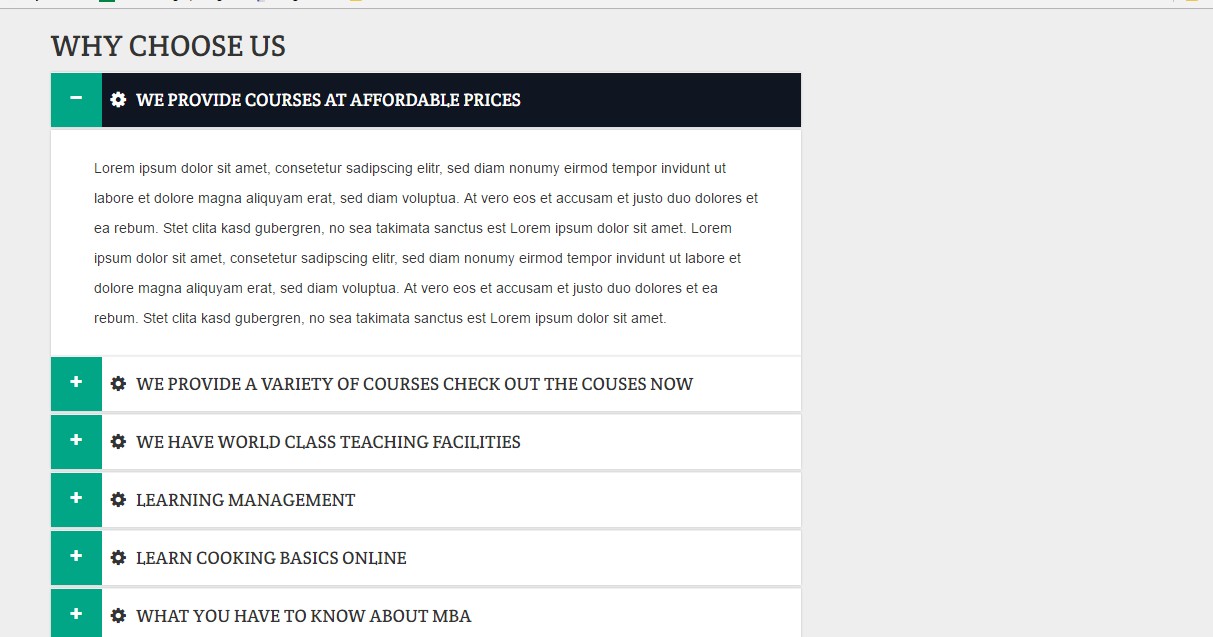 WHY CHOOSE US
WE PROVIDE COURSES AT AFFORDABLE PRICES
Lorem ipsum dolor sit amet, consetetur sadipscing elitr, sed diam nonumy eirmod tempor invidunt ut
labore et dolore magna aliquyam erat, sed diam voluptua. At vero eos et accusam et justo duo dolores et
ea rebum. Stet clita kasd gubergren, no sea takimata sanctus est Lorem ipsum dolor sit amet. Lorem
ipsum dolor sit amet, consetetur sadipscing elitr, sed diam nonumy eirmod tempor invidunt ut labore et
dolore magna aliquyam erat, sed diam voluptua. At vero eos et accusam et justo duo dolores et ea
rebum. Stet clita kasd gubergren, no sea takimata sanctus est Lorem ipsum dolor sit amet.
WE PROVIDE A VARIETY OF COURSES CHECK OUT THE COUSES NOW
WE HAVE WORLD CLASS TEACHING FACILITIES
LEARNING MANAGEMENT
LEARN COOKING BASICS ONLINE
WHAT YOU HAVE TO KNOW ABOUT MBA